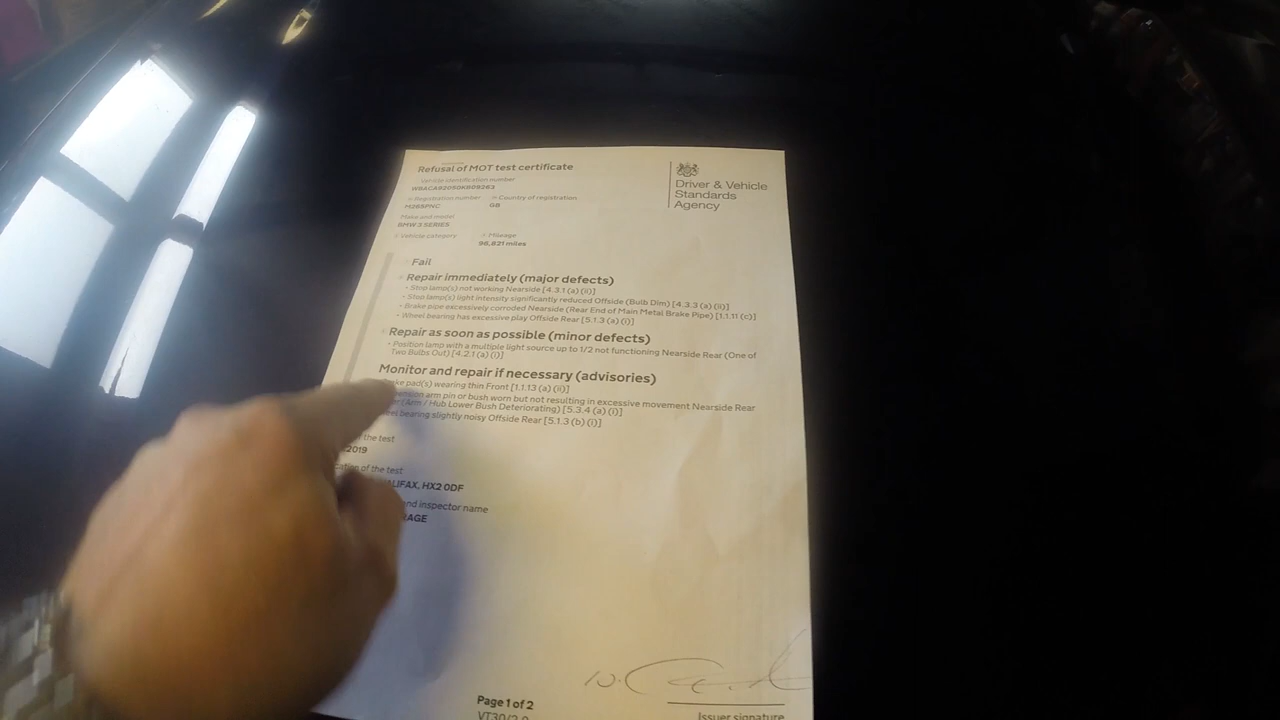 Refusal of MOT test certificate
Driver & Vehicle
Standards
Agency
Vehicle identification number
Registration number
Country of registration
GB
Make and model
BMW 3 SERIES
Vehicle category
Mileage
96,821 miles
Fail
Repair immediately (major defects)
• Stop lamp(s) not working Nearside [4.3.1 (a) (ii)]
• Stop lamp(s) light intensity significantly reduced Offside (Bulb Dim) [4.3.3 (a) (ii)]
• Brake pipe excessively corroded Nearside (Rear End of Main Metal Brake Pipe) [1.1.11 (c)]
• Wheel bearing has excessive play Offside Rear [5.1.3 (a) (i)]
Repair as soon as possible (minor defects)
• Position lamp with a multiple light source up to 1/2 not functioning Nearside Rear (One of
Two Bulbs Out) [4.2.1 (a) (i)]
Monitor and repair if necessary (advisories)
pad(s) wearing thin Front [1.1.13 (a) (ii)]
arm pin or bush worn but not resulting in excessive movement Nearside Rear
(Arm / Hub Lower Bush Deteriorating) [5.3.4 (a) (i)]
bearing slightly noisy Offside Rear [5.1.3 (b) (i)]
the test
2019
of the test
HX2 0DF
and inspector name
Page 1 of 2
Issuer signature